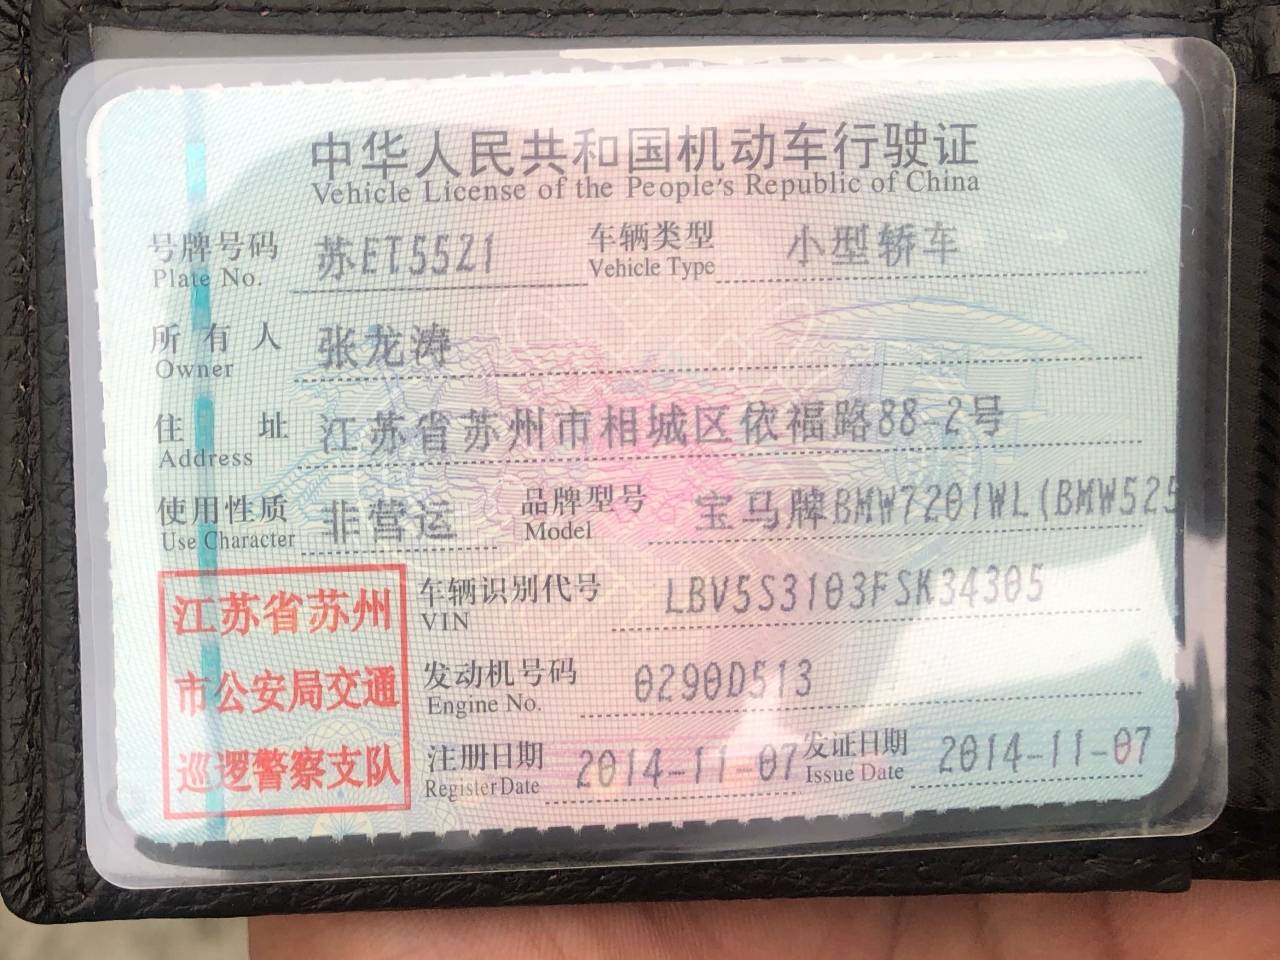 中华人民共和国机动车行驶证
Vehicle License of the People's Republic of China
号牌号码 苏ET5521 车辆类型 小型轿车
Plate No. Vehicle Type
所有人 张龙涛
Owner
住址 江苏省苏州市相城区依福路88-2号
Address
使用性质 非营运 品牌型号 宝马牌BMW7201WL(BMW525
Use Character Model
江苏省苏州
市公安局交通
巡逻警察支队
车辆识别代号 LBV5S3103FSK34305
VIN
发动机号码 0290D513
Engine No.
注册日期 2014-11-07 发证日期 2014-11-07
Register Date Issue Date